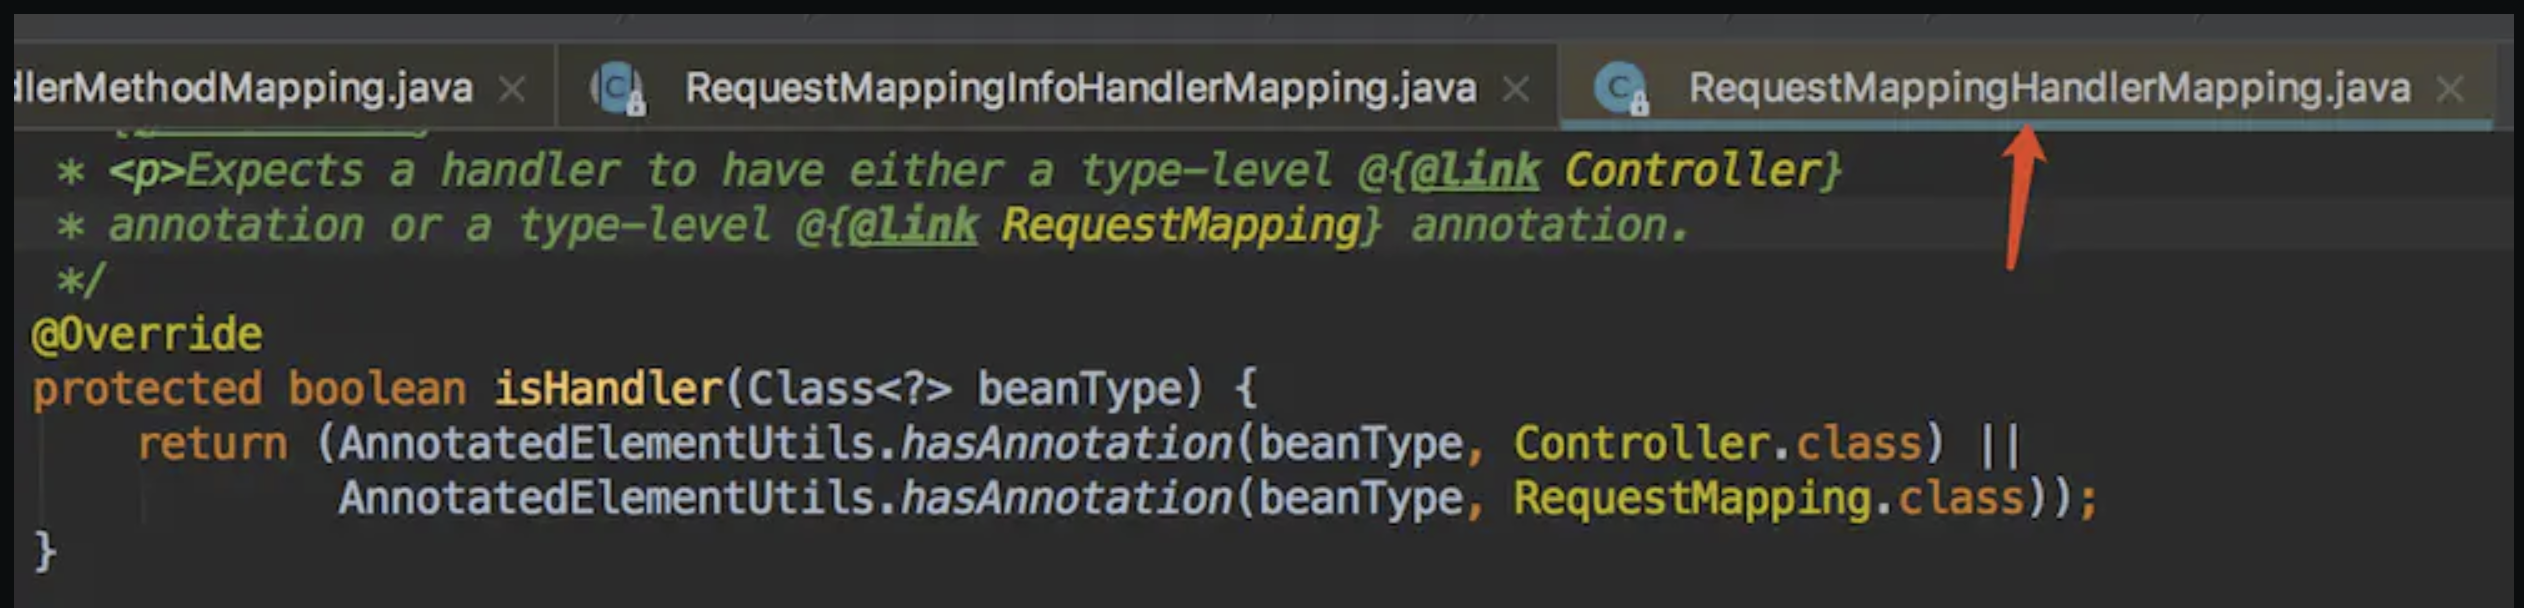 dlerMethodMapping.java RequestMappingInfoHandlerMapping.java RequestMappingHandlerMapping.java
* <p>Expects a handler to have either a type-level @{@link Controller}
* annotation or a type-level @{@link RequestMapping} annotation.
*/
@Override
protected boolean isHandler(Class<?> beanType) {
return (AnnotatedElementUtils.hasAnnotation(beanType, Controller.class) ||
AnnotatedElementUtils.hasAnnotation(beanType, RequestMapping.class));
}